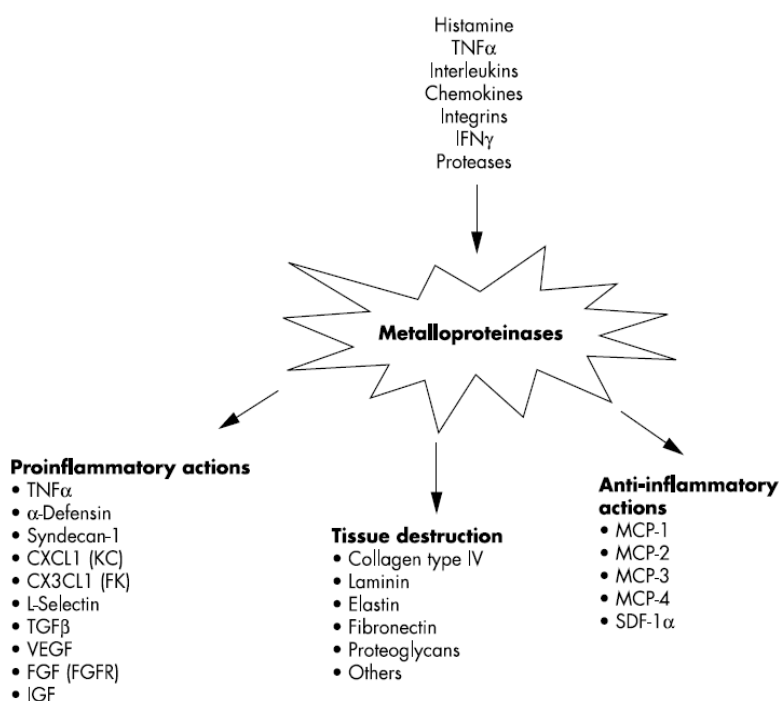 Histamine
TNFα
Interleukins
Chemokines
Integrins
IFNγ
Proteases
Metalloproteinases
Proinflammatory actions
• TNFα
• α-Defensin
• Syndecan-1
• CXCL1 (KC)
• CX3CL1 (FK)
• L-Selectin
• TGFβ
• VEGF
• FGF (FGFR)
• IGF
Tissue destruction
• Collagen type IV
• Laminin
• Elastin
• Fibronectin
• Proteoglycans
• Others
Anti-inflammatory
actions
• MCP-1
• MCP-2
• MCP-3
• MCP-4
• SDF-1α